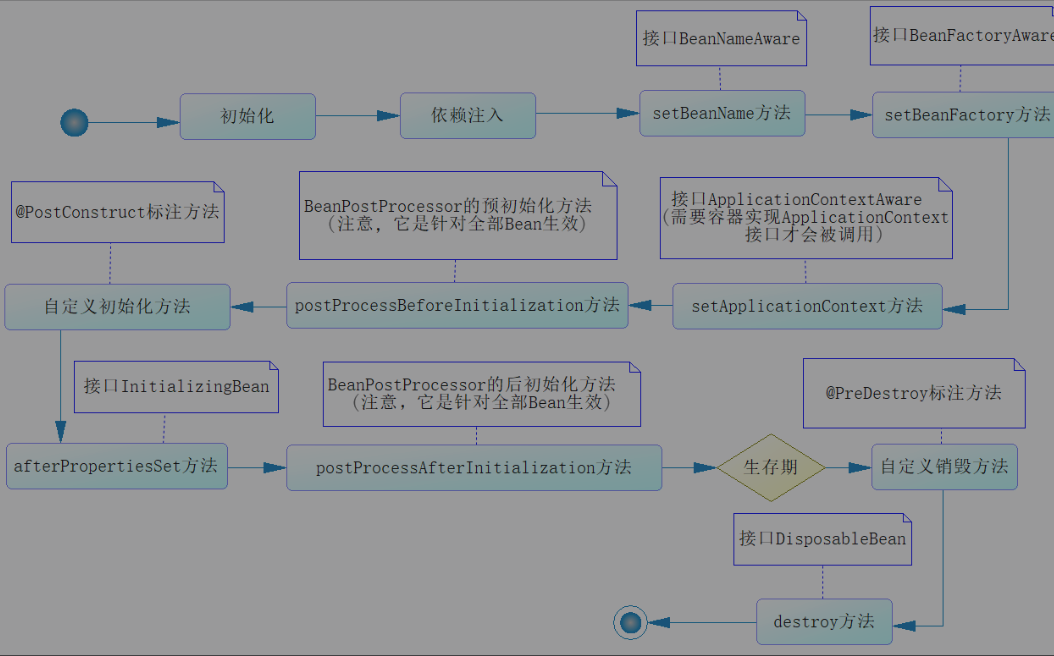 接口BeanNameAware
接口BeanFactoryAware
初始化
依赖注入
setBeanName方法
setBeanFactory方法
@PostConstruct标注方法
BeanPostProcessor的预初始化方法
(注意，它是针对全部Bean生效)
接口ApplicationContextAware
(需要容器实现ApplicationContext
接口才会被调用)
自定义初始化方法
postProcessBeforeInitialization方法
setApplicationContext方法
接口InitializingBean
BeanPostProcessor的后初始化方法
(注意，它是针对全部Bean生效)
@PreDestroy标注方法
afterPropertiesSet方法
postProcessAfterInitialization方法
生存期
自定义销毁方法
接口DisposableBean
destroy方法